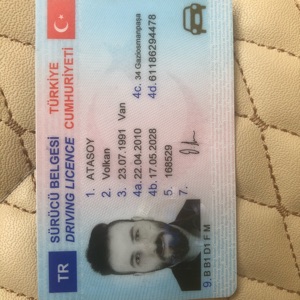 TÜRKİYE
CUMHURİYETİ
SÜRÜCÜ BELGESİ
DRIVING LICENCE
TR
1. ATASOY
2. Volkan
3. 23.07.1991 Van
4a. 22.04.2010 4c. 34 Gaziosmanpaşa
4b. 17.05.2028 4d. 61186294478
5. 168529
7.
9. B B1 D1 F M